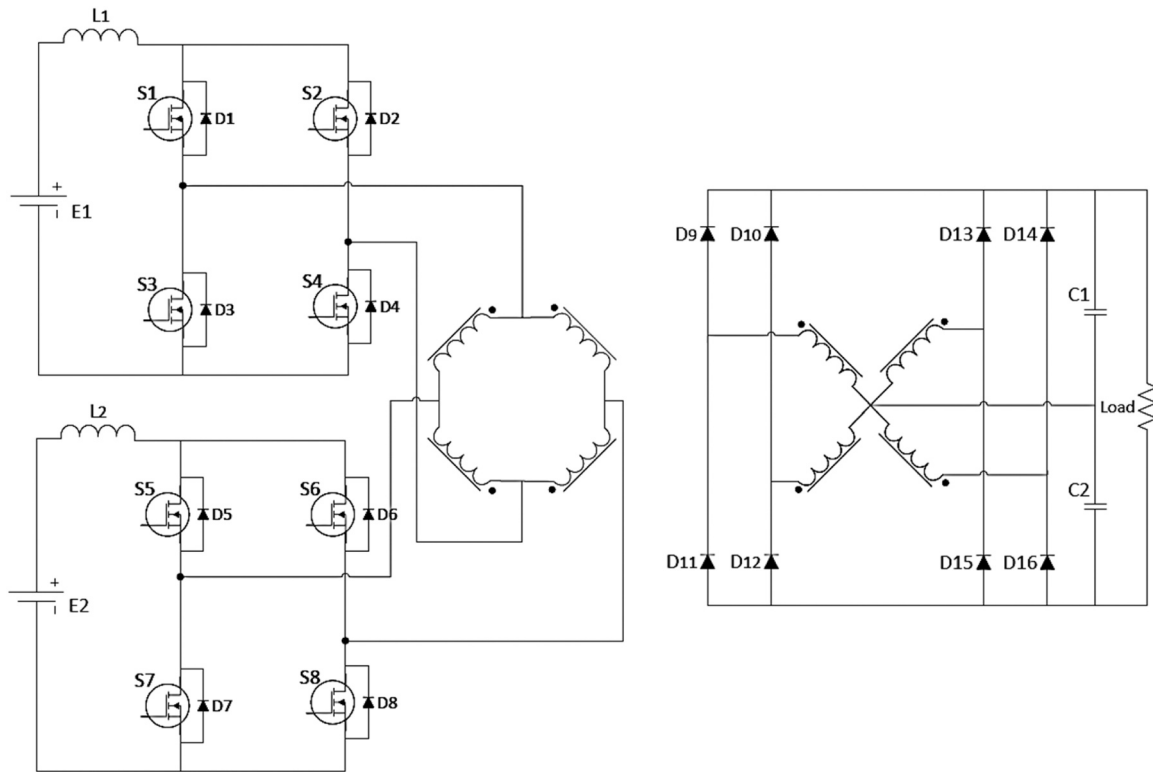 L1
S1
D1
S2
D2
+
E1
S3
D3
S4
D4
L2
S5
D5
S6
D6
+
E2
S7
D7
S8
D8
D9
D10
D13
D14
C1
Load
C2
D11
D12
D15
D16